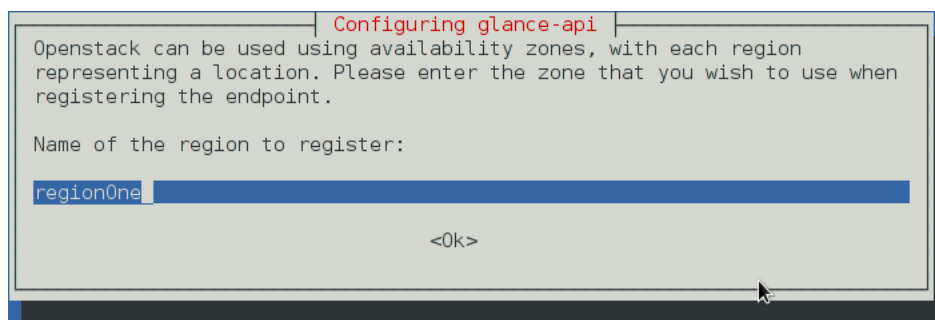 Configuring glance-api
Openstack can be used using availability zones, with each region
representing a location. Please enter the zone that you wish to use when
registering the endpoint.
Name of the region to register:
regionOne
<Ok>